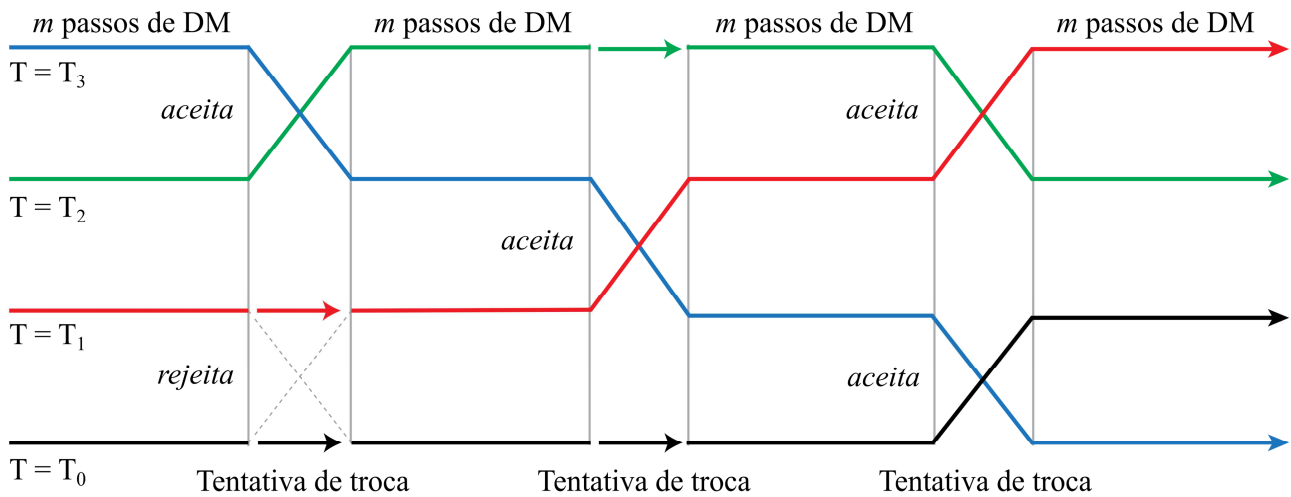 m passos de DM
m passos de DM
m passos de DM
m passos de DM
T = T3
aceita
aceita
T = T2
aceita
T = T1
rejeita
aceita
T = T0
Tentativa de troca
Tentativa de troca
Tentativa de troca